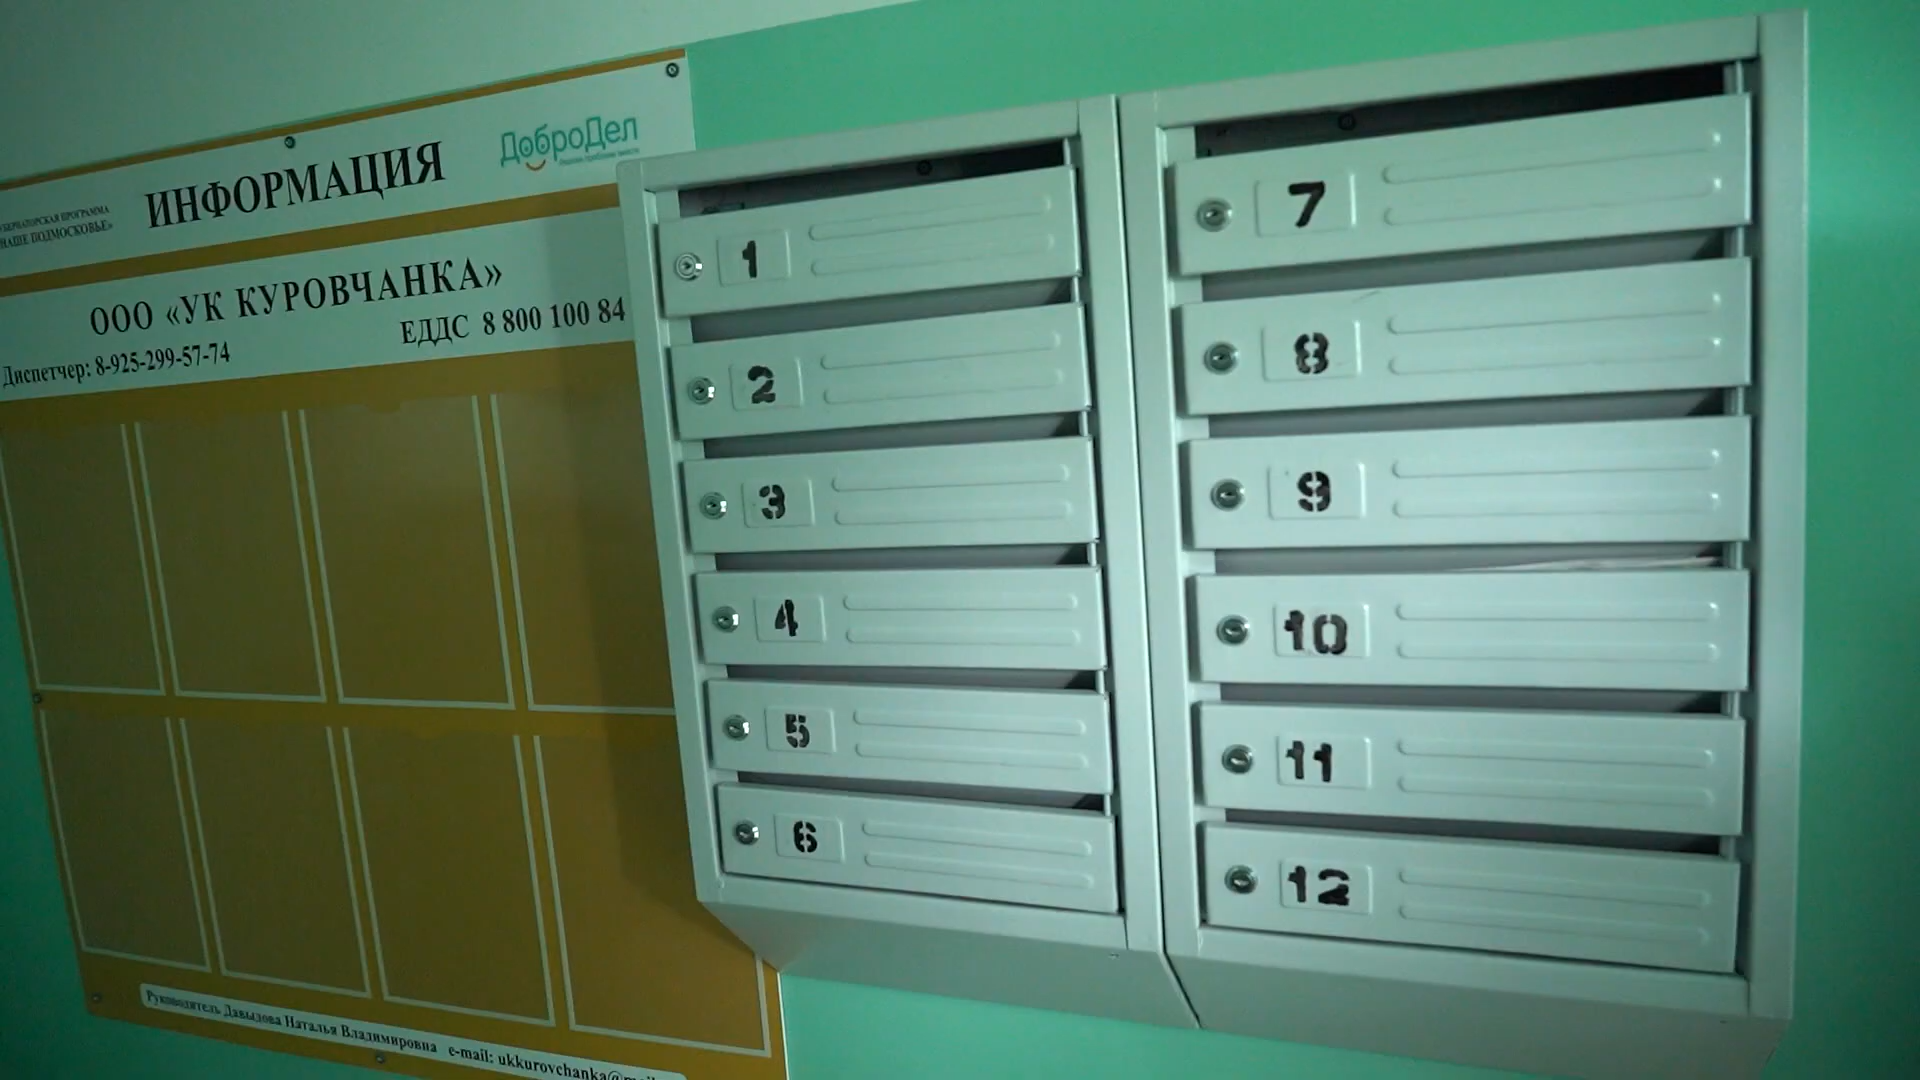 ИНФОРМАЦИЯ
ДоброДел
ПРОГРАММА
НАШЕ ПОДМОСКОВЬЕ»
ООО «УК КУРОВЧАНКА»
ЕДДС 8 800 100 84
Диспетчер: 8-925-299-57-74
1
2
3
4
5
6
7
8
9
10
11
12
Руководитель Давыдова Наталья Владимировна e-mail: ukkurovchanka@